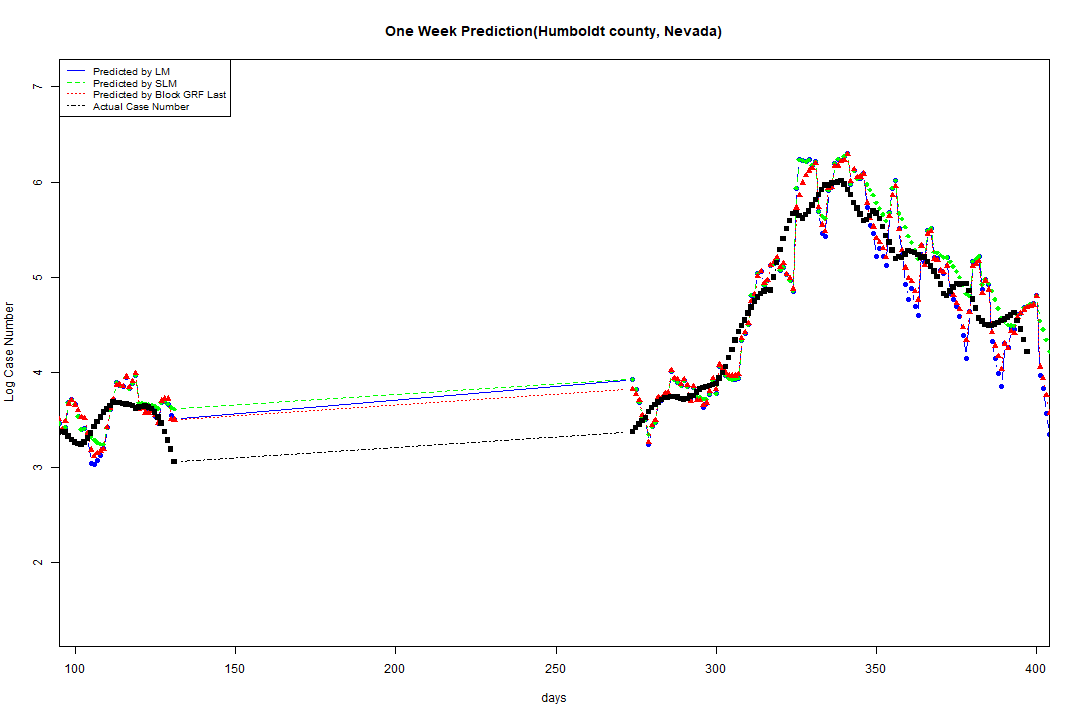 One Week Prediction(Humboldt county, Nevada)
Predicted by LM
Predicted by SLM
Predicted by Block GRF Last
Actual Case Number
7
6
5
4
3
2
Log Case Number
100 150 200 250 300 350 400
days